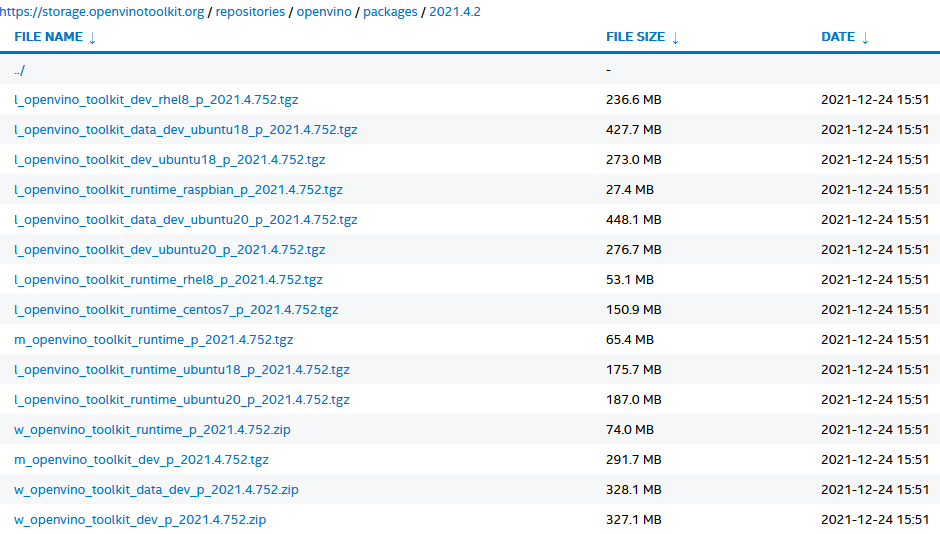 https://storage.openvinotoolkit.org / repositories / openvino / packages / 2021.4.2
FILE NAME ↓ FILE SIZE ↓ DATE ↓
../ -
l_openvino_toolkit_dev_rhel8_p_2021.4.752.tgz 236.6 MB 2021-12-24 15:51
l_openvino_toolkit_data_dev_ubuntu18_p_2021.4.752.tgz 427.7 MB 2021-12-24 15:51
l_openvino_toolkit_dev_ubuntu18_p_2021.4.752.tgz 273.0 MB 2021-12-24 15:51
l_openvino_toolkit_runtime_raspbian_p_2021.4.752.tgz 27.4 MB 2021-12-24 15:51
l_openvino_toolkit_data_dev_ubuntu20_p_2021.4.752.tgz 448.1 MB 2021-12-24 15:51
l_openvino_toolkit_dev_ubuntu20_p_2021.4.752.tgz 276.7 MB 2021-12-24 15:51
l_openvino_toolkit_runtime_rhel8_p_2021.4.752.tgz 53.1 MB 2021-12-24 15:51
l_openvino_toolkit_runtime_centos7_p_2021.4.752.tgz 150.9 MB 2021-12-24 15:51
m_openvino_toolkit_runtime_p_2021.4.752.tgz 65.4 MB 2021-12-24 15:51
l_openvino_toolkit_runtime_ubuntu18_p_2021.4.752.tgz 175.7 MB 2021-12-24 15:51
l_openvino_toolkit_runtime_ubuntu20_p_2021.4.752.tgz 187.0 MB 2021-12-24 15:51
w_openvino_toolkit_runtime_p_2021.4.752.zip 74.0 MB 2021-12-24 15:51
m_openvino_toolkit_dev_p_2021.4.752.tgz 291.7 MB 2021-12-24 15:51
w_openvino_toolkit_data_dev_p_2021.4.752.zip 328.1 MB 2021-12-24 15:51
w_openvino_toolkit_dev_p_2021.4.752.zip 327.1 MB 2021-12-24 15:51